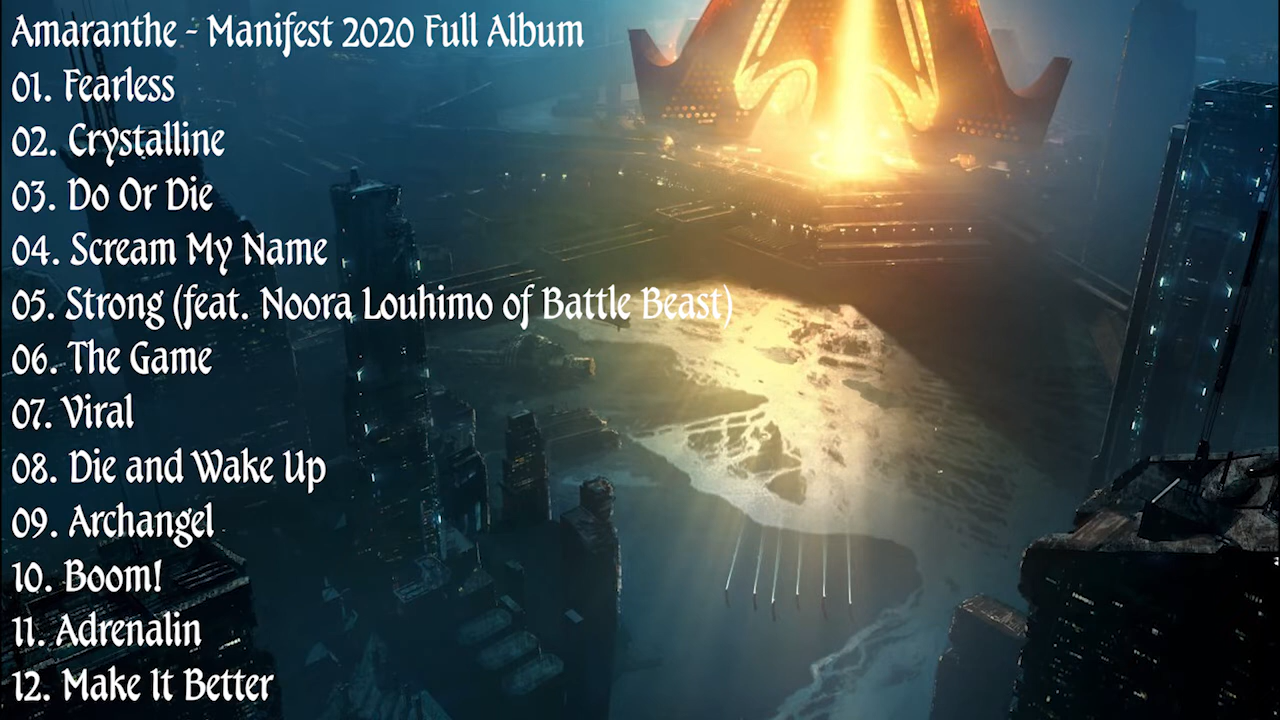 Amaranthe - Manifest 2020 Full Album
01. Fearless
02. Crystalline
03. Do Or Die
04. Scream My Name
05. Strong (feat. Noora Louhimo of Battle Beast)
06. The Game
07. Viral
08. Die and Wake Up
09. Archangel
10. Boom!
11. Adrenalin
12. Make It Better